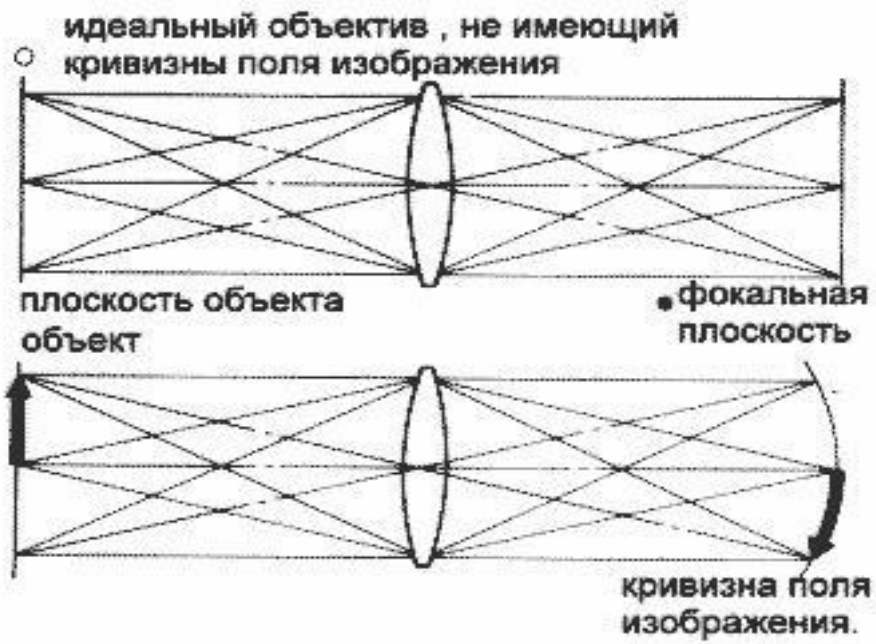 идеальный объектив , не имеющий
кривизны поля изображения
плоскость объекта
объект
фокальная
плоскость
кривизна поля
изображения.